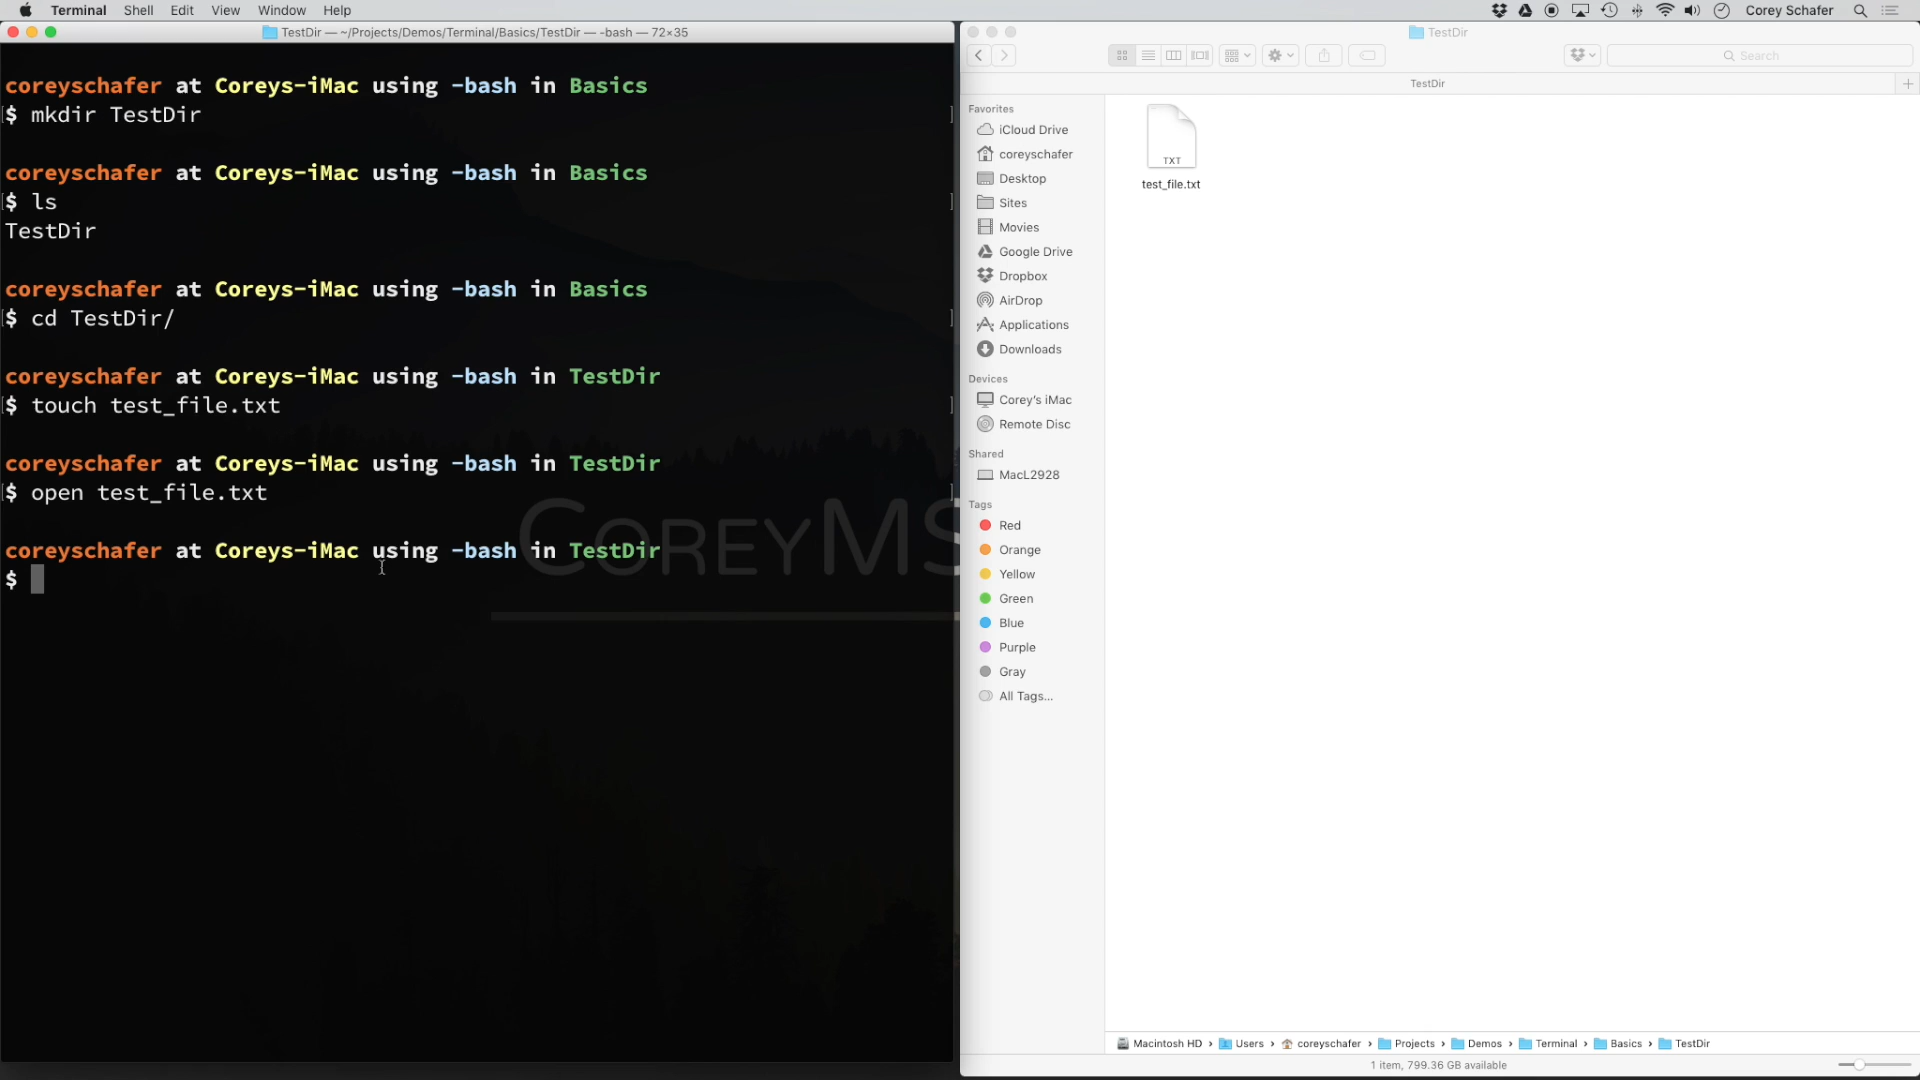 Terminal Shell Edit View Window Help Corey Schafer
TestDir — ~/Projects/Demos/Terminal/Basics/TestDir — -bash — 72×35
coreyschafer at Coreys-iMac using -bash in Basics
$ mkdir TestDir
coreyschafer at Coreys-iMac using -bash in Basics
$ ls
TestDir
coreyschafer at Coreys-iMac using -bash in Basics
$ cd TestDir/
coreyschafer at Coreys-iMac using -bash in TestDir
$ touch test_file.txt
coreyschafer at Coreys-iMac using -bash in TestDir
$ open test_file.txt
coreyschafer at Coreys-iMac using -bash in TestDir
$
COREYMS
TestDir
Search
TestDir
Favorites
iCloud Drive
coreyschafer
Desktop
Sites
Movies
Google Drive
Dropbox
AirDrop
Applications
Downloads
Devices
Corey's iMac
Remote Disc
Shared
MacL2928
Tags
Red
Orange
Yellow
Green
Blue
Purple
Gray
All Tags...
TXT
test_file.txt
Macintosh HD › Users › coreyschafer › Projects › Demos › Terminal › Basics › TestDir
1 item, 799.36 GB available